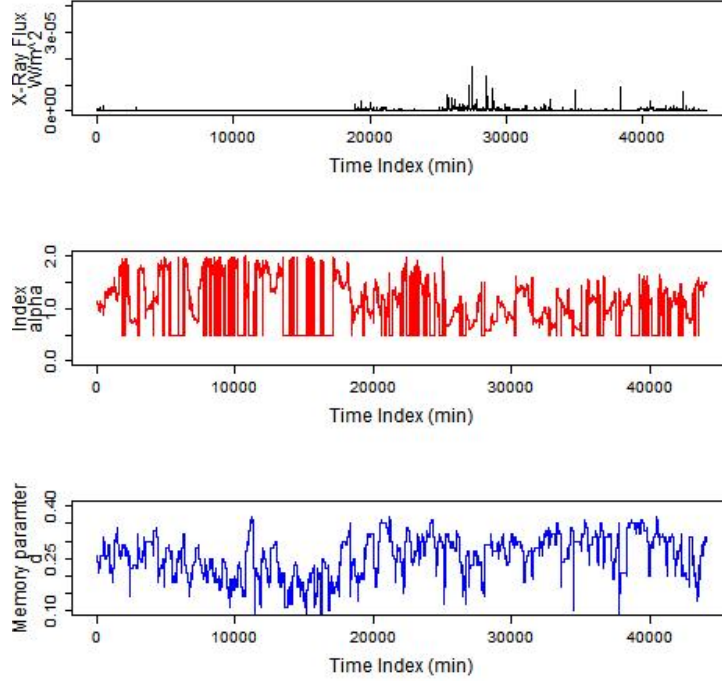 X-Ray Flux
W/m^2
0e+00 3e-05
0 10000 20000 30000 40000
Time Index (min)
Index
alpha
0.0 1.0 2.0
0 10000 20000 30000 40000
Time Index (min)
Memory paramter
d
0.10 0.25 0.40
0 10000 20000 30000 40000
Time Index (min)